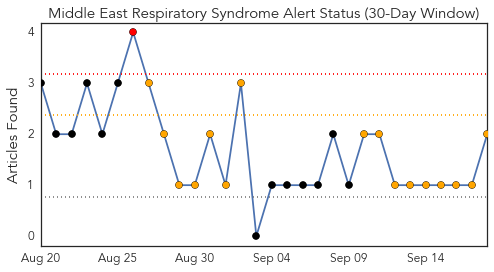 Middle East Respiratory Syndrome Alert Status (30-Day Window)
Articles Found
4
3
2
1
0
Aug 20 Aug 25 Aug 30 Sep 04 Sep 09 Sep 14